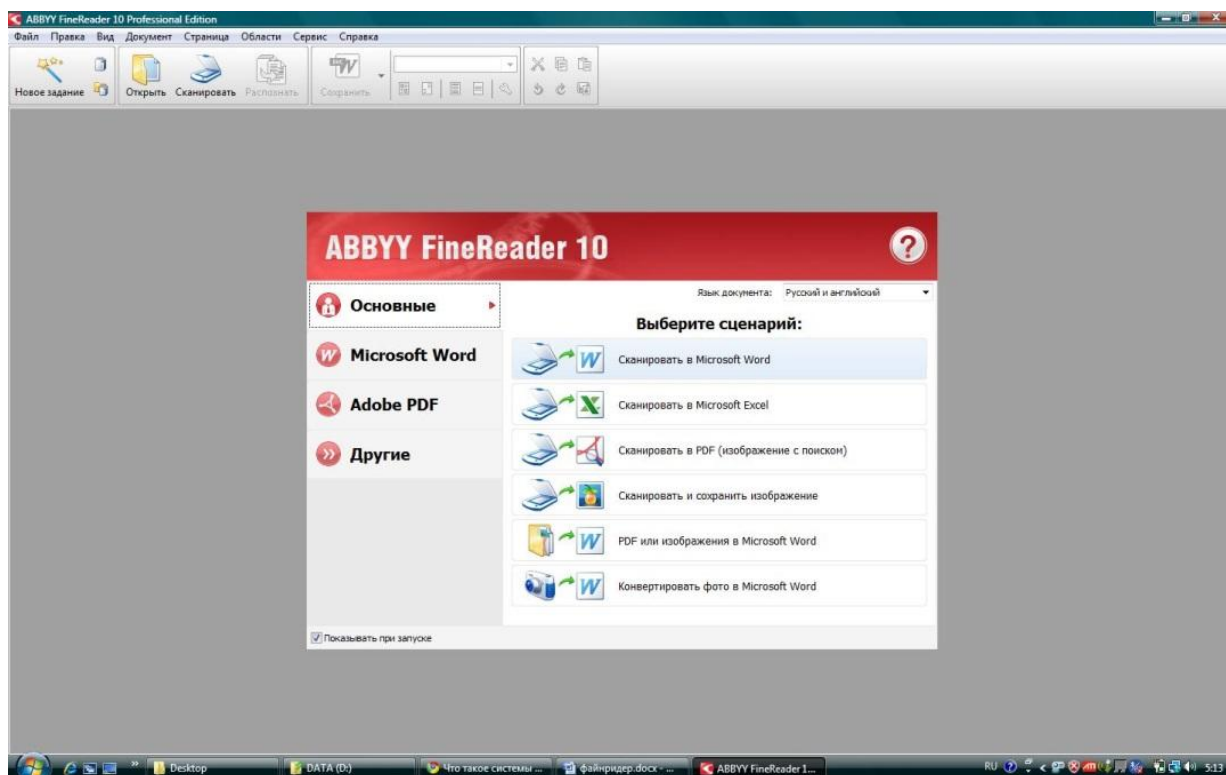 ABBYY FineReader 10 Professional Edition
Файл Правка Вид Документ Страница Области Сервис Справка
Новое задание Открыть Сканировать Распознать Сохранить
ABBYY FineReader 10
?
Язык документа: Русский и английский
Основные
Выберите сценарий:
Microsoft Word
Сканировать в Microsoft Word
Adobe PDF
Сканировать в Microsoft Excel
Другие
Сканировать в PDF (изображение с поиском)
Сканировать и сохранить изображение
PDF или изображения в Microsoft Word
Конвертировать фото в Microsoft Word
Показывать при запуске
Desktop DATA (D:) Что такое системы ... файнридер.docx - ... ABBYY FineReader 1... RU 5:13